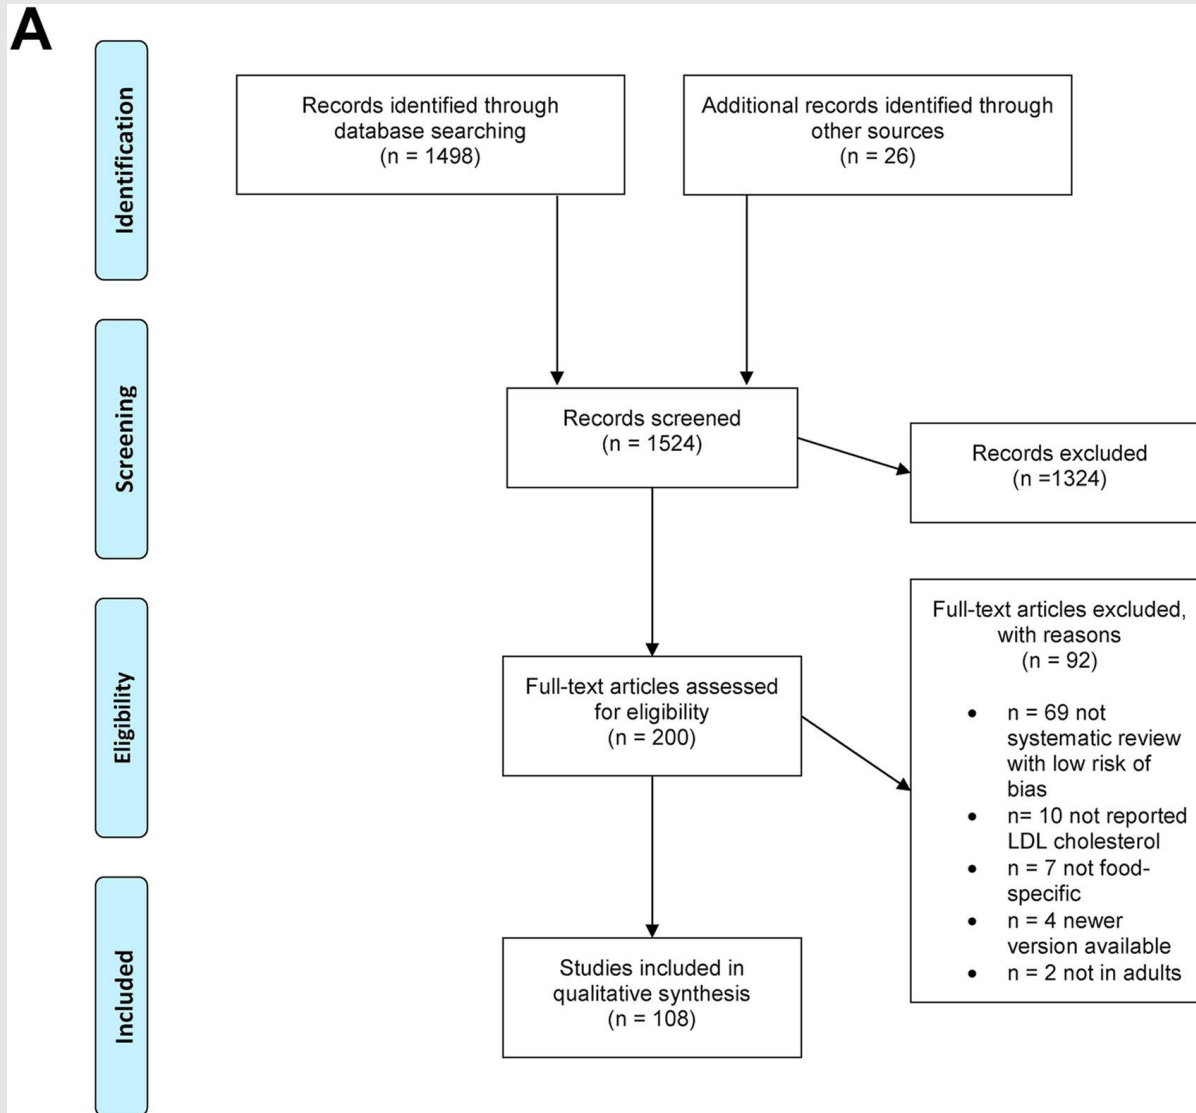 A
Identification
Records identified through
database searching
(n = 1498)
Additional records identified through
other sources
(n = 26)
Screening
Records screened
(n = 1524)
Records excluded
(n =1324)
Eligibility
Full-text articles assessed
for eligibility
(n = 200)
Full-text articles excluded,
with reasons
(n = 92)
• n = 69 not
systematic review
with low risk of
bias
• n= 10 not reported
LDL cholesterol
• n = 7 not food-
specific
• n = 4 newer
version available
• n = 2 not in adults
Included
Studies included in
qualitative synthesis
(n = 108)